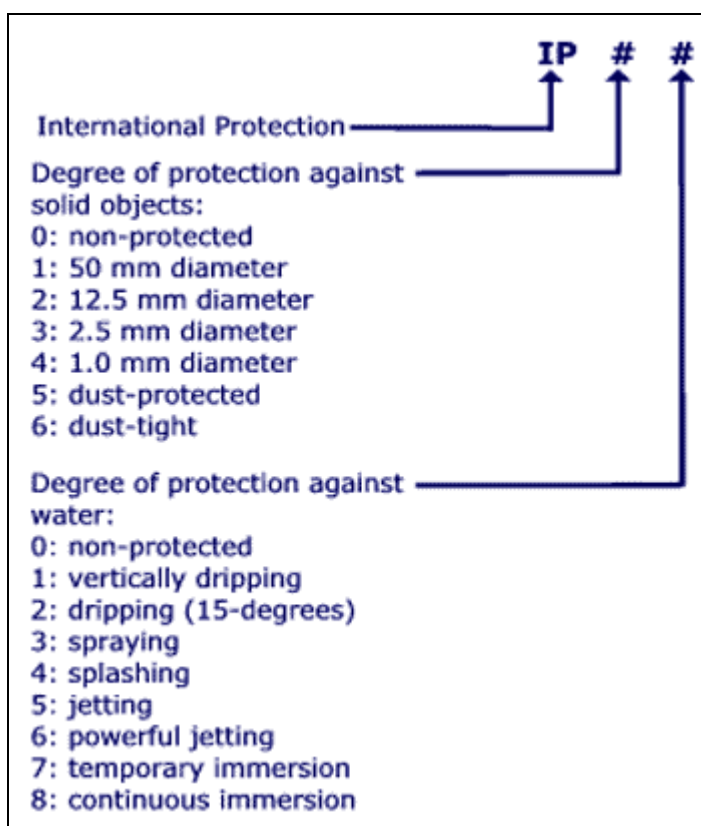 IP # #
International Protection
Degree of protection against
solid objects:
0: non-protected
1: 50 mm diameter
2: 12.5 mm diameter
3: 2.5 mm diameter
4: 1.0 mm diameter
5: dust-protected
6: dust-tight
Degree of protection against
water:
0: non-protected
1: vertically dripping
2: dripping (15-degrees)
3: spraying
4: splashing
5: jetting
6: powerful jetting
7: temporary immersion
8: continuous immersion